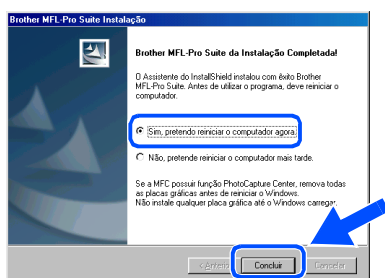 Brother MFL-Pro Suite Instalação
Brother MFL-Pro Suite da Instalação Completada!
O Assistente do InstallShield instalou com êxito Brother
MFL-Pro Suite. Antes de utilizar o programa, deve reiniciar o
computador.
Sim, pretendo reiniciar o computador agora.
Não, pretende reiniciar o computador mais tarde.
Se a MFC possuir função PhotoCapture Center, remova todas
as placas gráficas antes de reiniciar o Windows.
Não instale qualquer placa gráfica até o Windows carregar.
Concluir Cancelar